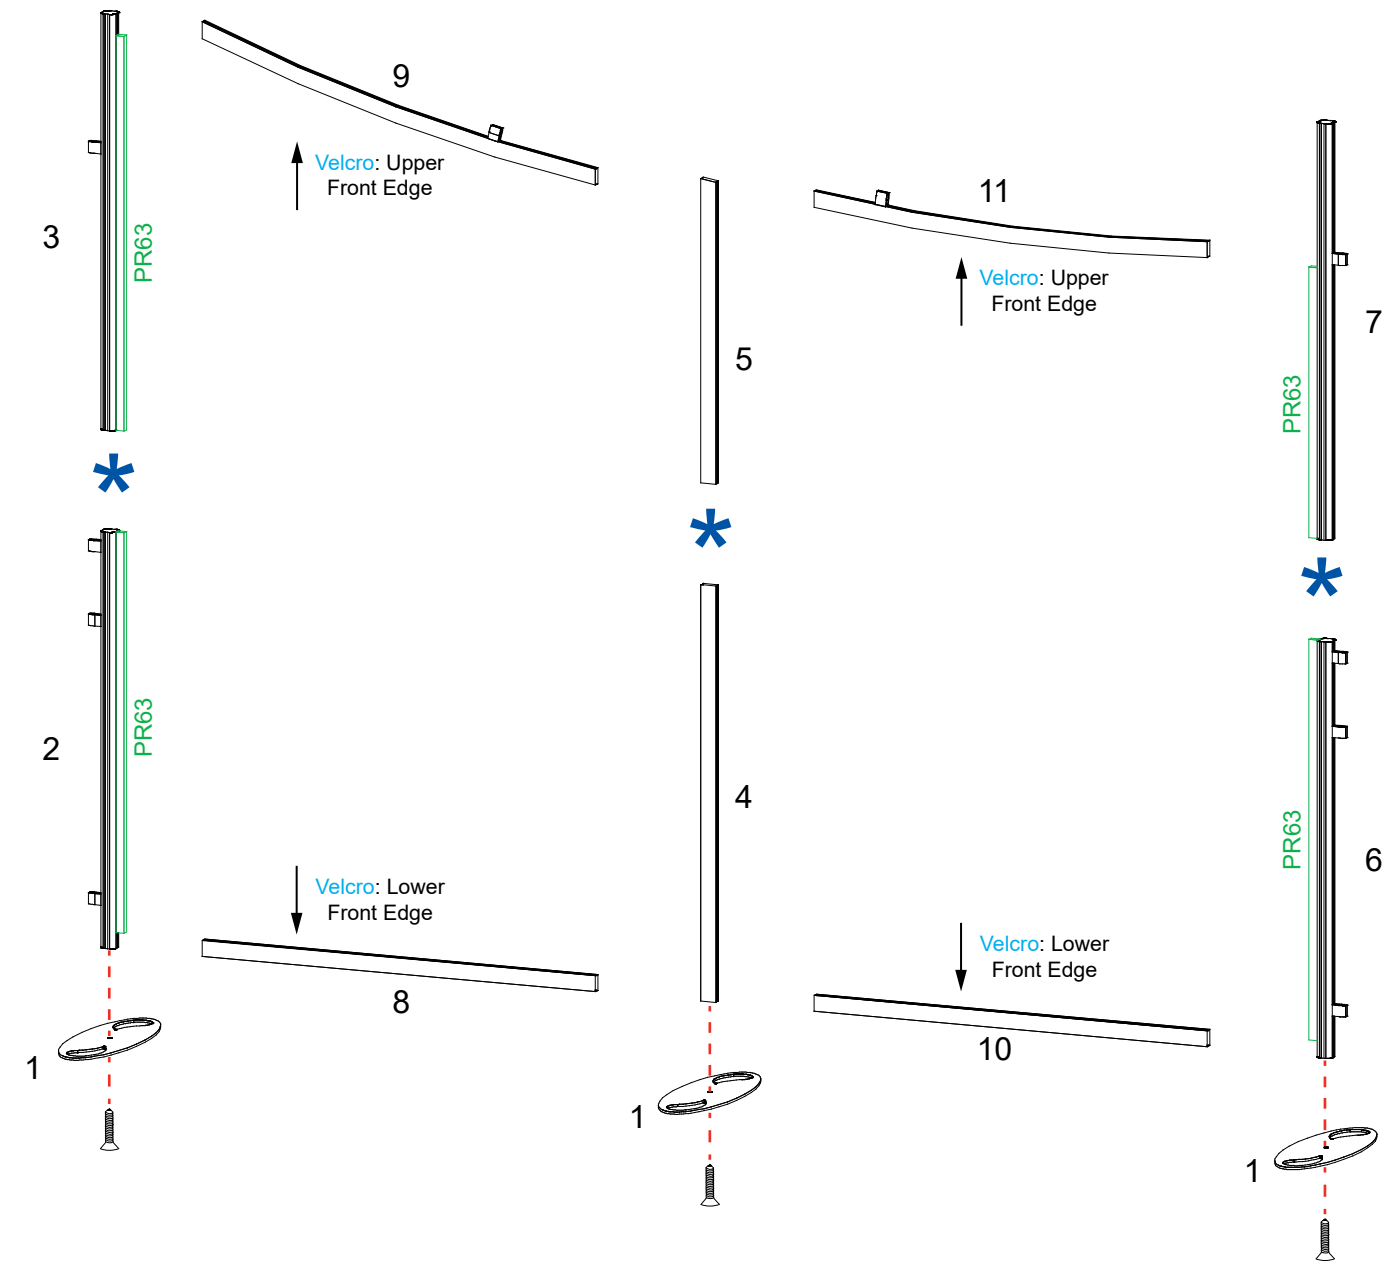 9
Velcro: Upper
Front Edge
3
PR63
*
11
Velcro: Upper
Front Edge
5
*
7
PR63
*
2
PR63
4
6
PR63
Velcro: Lower
Front Edge
8
Velcro: Lower
Front Edge
10
1
1
1